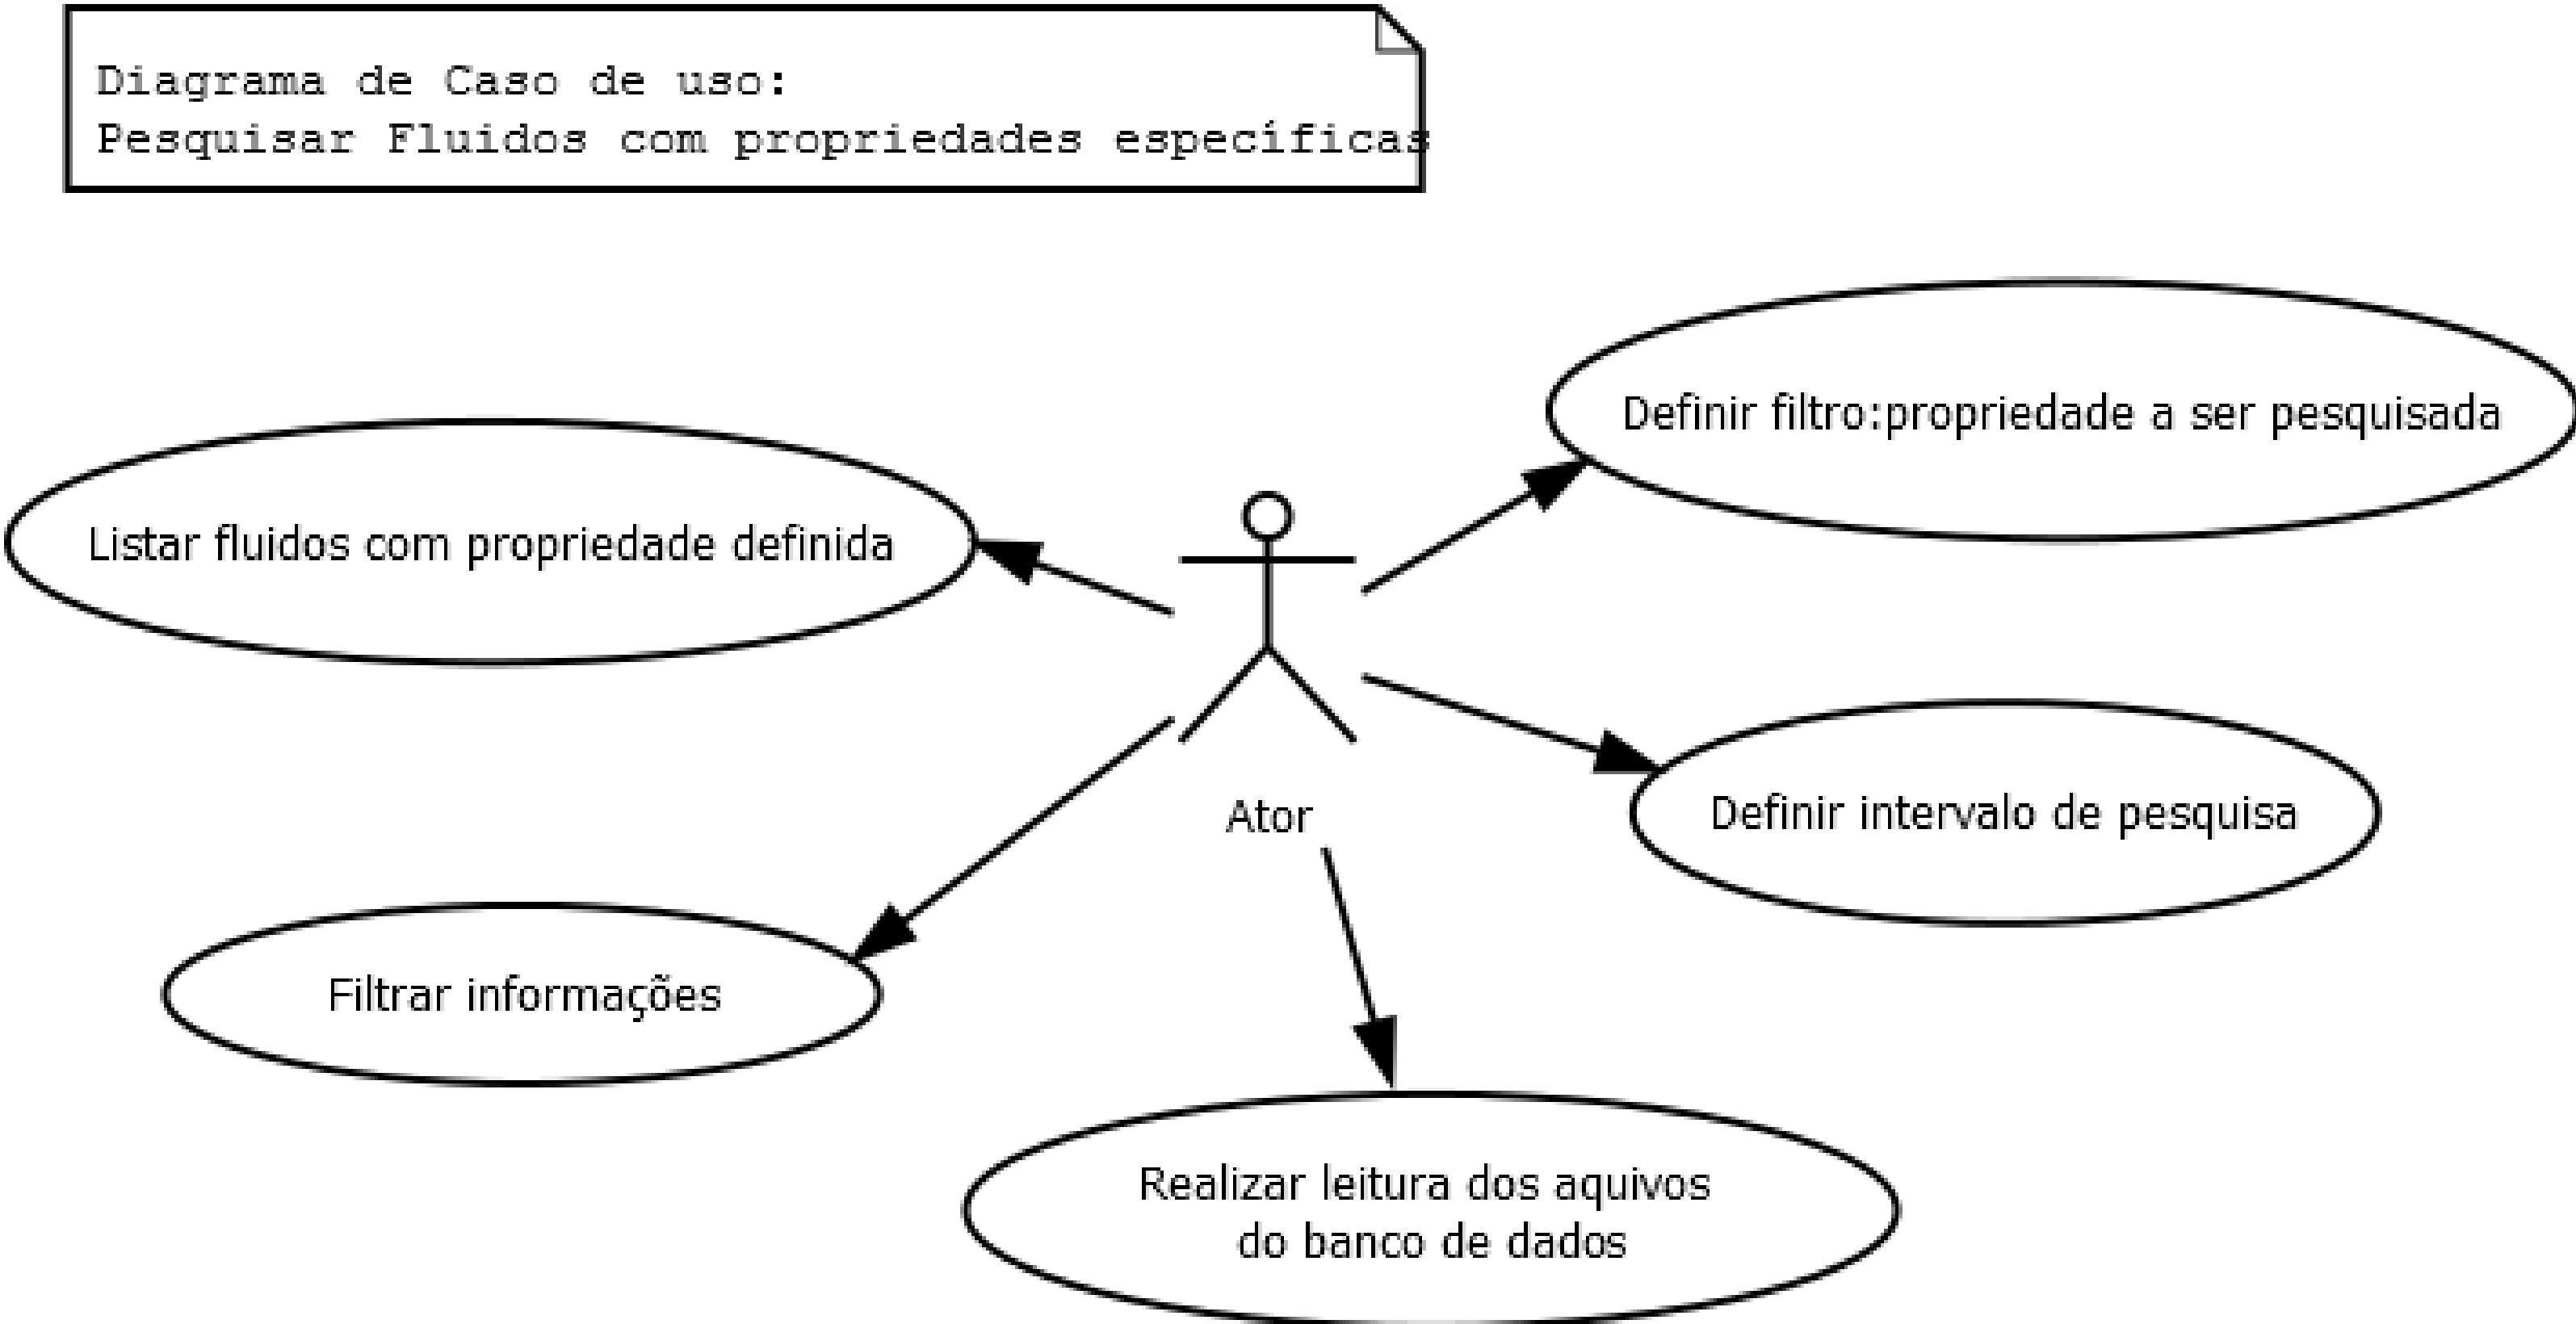 Diagrama de Caso de uso:
Pesquisar Fluidos com propriedades específicas
Definir filtro:propriedade a ser pesquisada
Listar fluidos com propriedade definida
Definir intervalo de pesquisa
Ator
Filtrar informações
Realizar leitura dos aquivos
do banco de dados